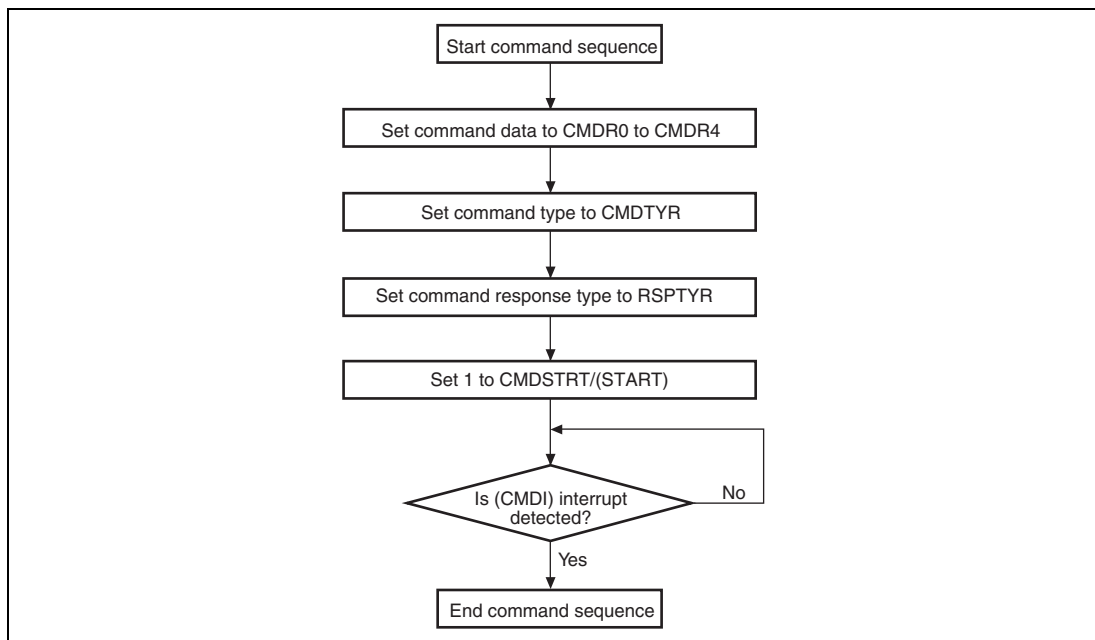 Start command sequence
Set command data to CMDR0 to CMDR4
Set command type to CMDTYR
Set command response type to RSPTYR
Set 1 to CMDSTRT/(START)
Is (CMDI) interrupt
detected?
No
Yes
End command sequence